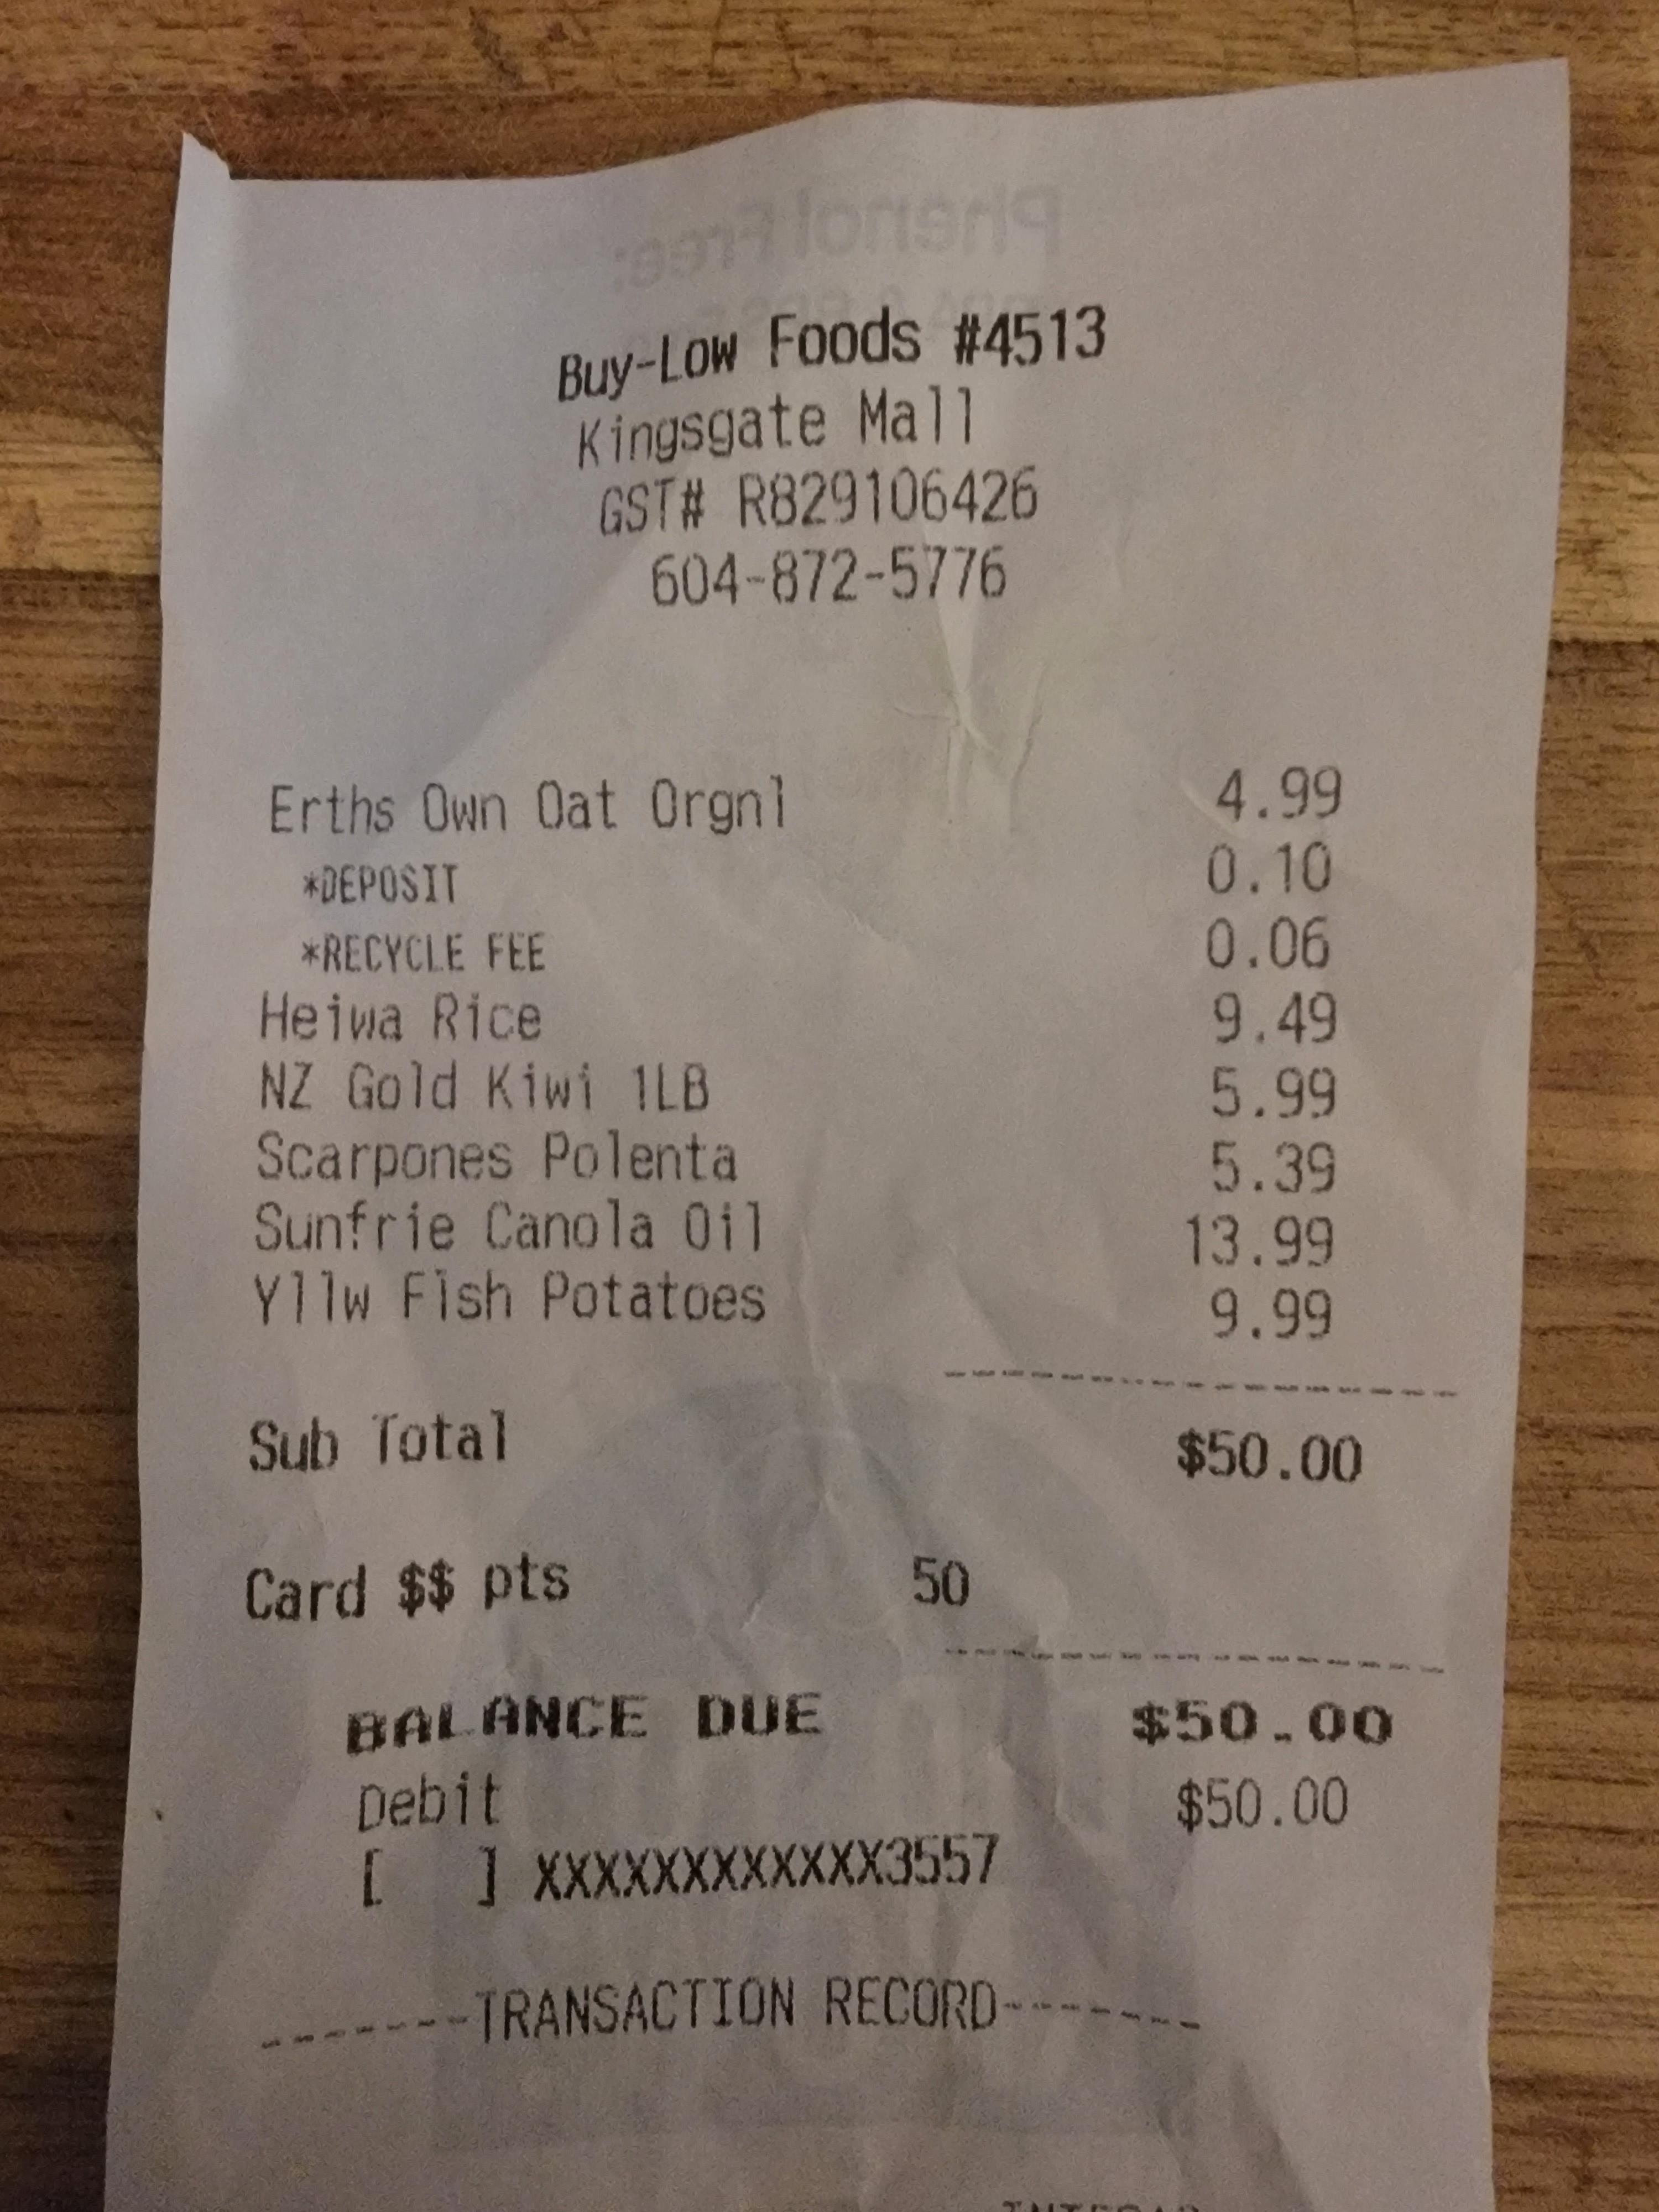 Phenol Free:
Buy-Low Foods #4513
Kingsgate Mall
GST# R829106426
604-872-5776
Erths Own Oat Orgnl 4.99
*DEPOSIT 0.10
*RECYCLE FEE 0.06
Heiwa Rice 9.49
NZ Gold Kiwi 1LB 5.99
Scarpones Polenta 5.39
Sunfrie Canola Oil 13.99
Yllw Flsh Potatoes 9.99
Sub Total $50.00
Card $$ pts 50
BALANCE DUE $50.00
Debit $50.00
[ ] XXXXXXXXXXXX3557
-------TRANSACTION RECORD-------